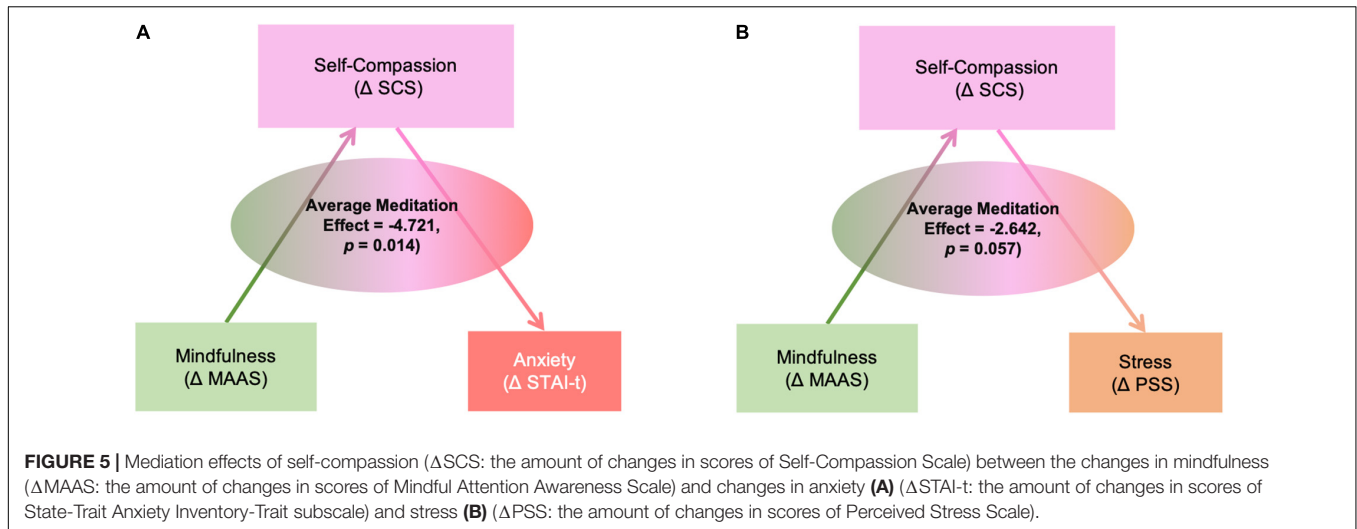 A
Self-Compassion
(Δ SCS)
Average Meditation
Effect = -4.721,
p = 0.014)
Mindfulness
(Δ MAAS)
Anxiety
(Δ STAI-t)
B
Self-Compassion
(Δ SCS)
Average Meditation
Effect = -2.642,
p = 0.057)
Mindfulness
(Δ MAAS)
Stress
(Δ PSS)
FIGURE 5 | Mediation effects of self-compassion (ΔSCS: the amount of changes in scores of Self-Compassion Scale) between the changes in mindfulness
(ΔMAAS: the amount of changes in scores of Mindful Attention Awareness Scale) and changes in anxiety (A) (ΔSTAI-t: the amount of changes in scores of
State-Trait Anxiety Inventory-Trait subscale) and stress (B) (ΔPSS: the amount of changes in scores of Perceived Stress Scale).